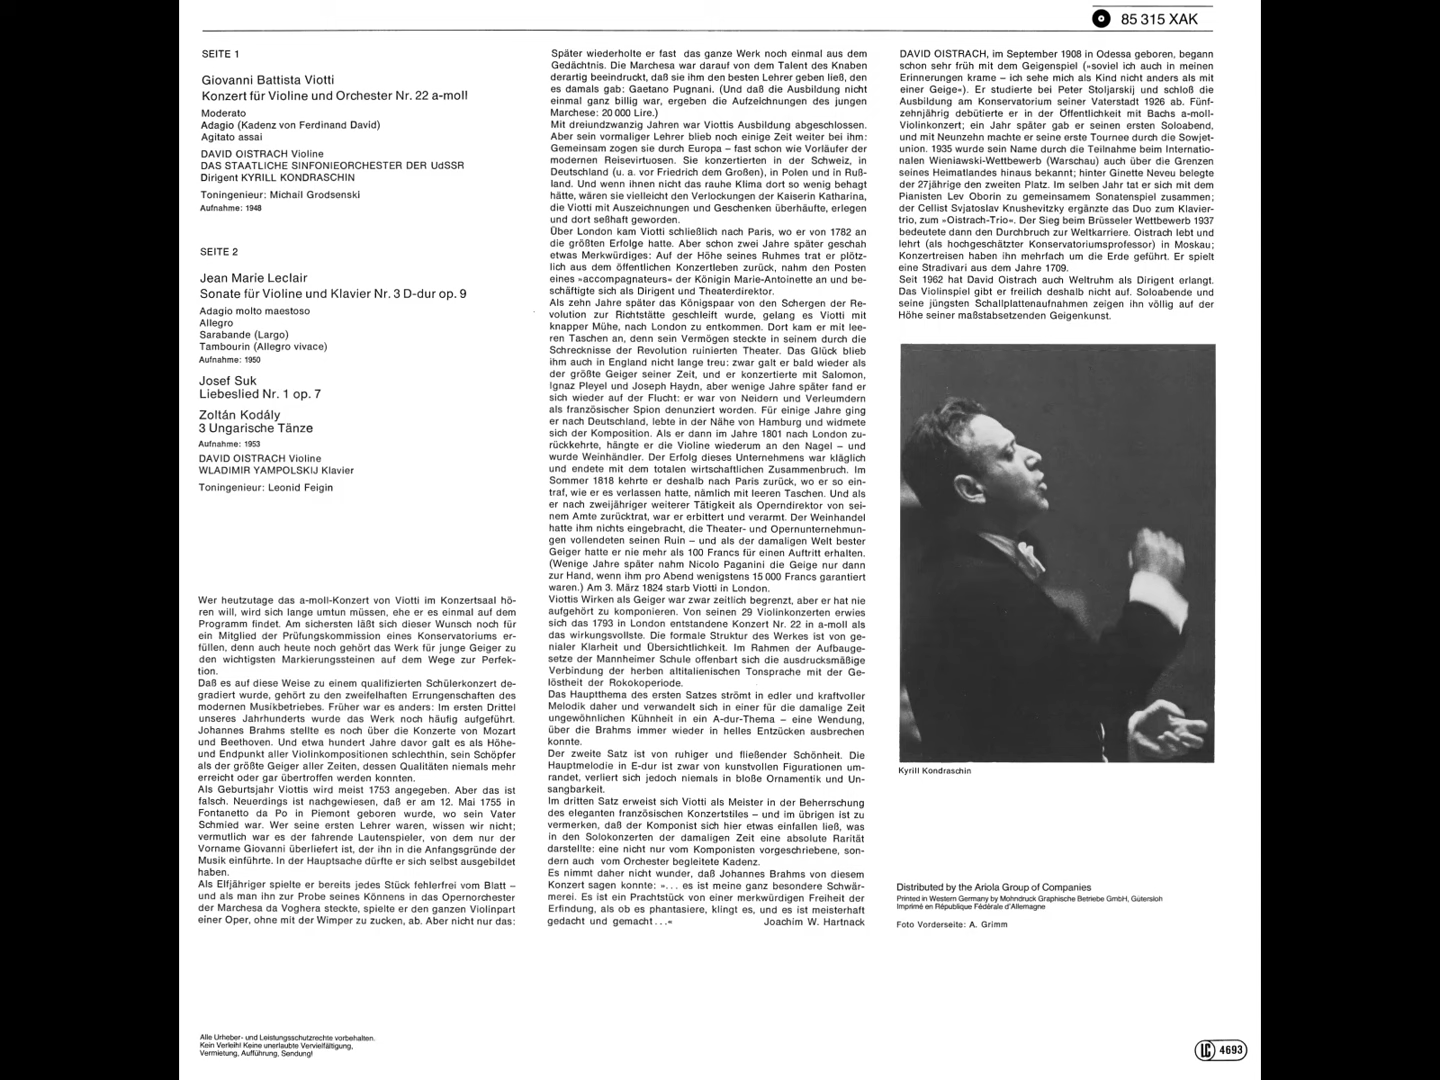 85 315 XAK
SEITE 1
Giovanni Battista Viotti
Konzert für Violine und Orchester Nr. 22 a-moll
Moderato
Adagio (Kadenz von Ferdinand David)
Agitato assai
DAVID OISTRACH Violine
DAS STAATLICHE SINFONIEORCHESTER DER UdSSR
Dirigent KYRILL KONDRASCHIN
Toningenieur: Michail Grodsenski
Aufnahme: 1948
SEITE 2
Jean Marie Leclair
Sonate für Violine und Klavier Nr. 3 D-dur op. 9
Adagio molto maestoso
Allegro
Sarabande (Largo)
Tambourin (Allegro vivace)
Aufnahme: 1950
Josef Suk
Liebeslied Nr. 1 op. 7
Zoltán Kodály
3 Ungarische Tänze
Aufnahme: 1953
DAVID OISTRACH Violine
WLADIMIR YAMPOLSKIJ Klavier
Toningenieur: Leonid Feigin
Wer heutzutage das a-moll-Konzert von Viotti im Konzertsaal hö-
ren will, wird sich lange umtun müssen, ehe er es einmal auf dem
Programm findet. Am sichersten läßt sich dieser Wunsch noch für
ein Mitglied der Prüfungskommission eines Konservatoriums er-
füllen, denn auch heute noch gehört das Werk für junge Geiger zu
den wichtigsten Markierungssteinen auf dem Wege zur Perfek-
tion.
Daß es auf diese Weise zu einem qualifizierten Schülerkonzert de-
gradiert wurde, gehört zu den zweifelhaften Errungenschaften des
modernen Musikbetriebes. Früher war es anders: Im ersten Drittel
unseres Jahrhunderts wurde das Werk noch häufig aufgeführt.
Johannes Brahms stellte es noch über die Konzerte von Mozart
und Beethoven. Und etwa hundert Jahre davor galt es als Höhe-
und Endpunkt aller Violinkompositionen schlechthin, sein Schöpfer
als der größte Geiger aller Zeiten, dessen Qualitäten niemals mehr
erreicht oder gar übertroffen werden konnten.
Als Geburtsjahr Viottis wird meist 1753 angegeben. Aber das ist
falsch. Neuerdings ist nachgewiesen, daß er am 12. Mai 1755 in
Fontanetto da Po in Piemont geboren wurde, wo sein Vater
Schmied war. Wer seine ersten Lehrer waren, wissen wir nicht;
vermutlich war es der fahrende Lautenspieler, von dem nur der
Vorname Giovanni überliefert ist, der ihn in die Anfangsgründe der
Musik einführte. In der Hauptsache dürfte er sich selbst ausgebildet
haben.
Als Elfjähriger spielte er bereits jedes Stück fehlerfrei vom Blatt –
und als man ihn zur Probe seines Könnens in das Opernorchester
der Marchesa da Voghera steckte, spielte er den ganzen Violinpart
einer Oper, ohne mit der Wimper zu zucken, ab. Aber nicht nur das:
Später wiederholte er fast das ganze Werk noch einmal aus dem
Gedächtnis. Die Marchesa war darauf von dem Talent des Knaben
derartig beeindruckt, daß sie ihm den besten Lehrer geben ließ, den
es damals gab: Gaetano Pugnani. (Und daß die Ausbildung nicht
einmal ganz billig war, ergeben die Aufzeichnungen des jungen
Marchese: 20 000 Lire.)
Mit dreiundzwanzig Jahren war Viottis Ausbildung abgeschlossen.
Aber sein vormaliger Lehrer blieb noch einige Zeit weiter bei ihm:
Gemeinsam zogen sie durch Europa – fast schon wie Vorläufer der
modernen Reisevirtuosen. Sie konzertierten in der Schweiz, in
Deutschland (u. a. vor Friedrich dem Großen), in Polen und in Ruß-
land. Und wenn ihnen nicht das rauhe Klima dort so wenig behagt
hätte, wären sie vielleicht den Verlockungen der Kaiserin Katharina,
die Viotti mit Auszeichnungen und Geschenken überhäufte, erlegen
und dort seßhaft geworden.
Über London kam Viotti schließlich nach Paris, wo er von 1782 an
die größten Erfolge hatte. Aber schon zwei Jahre später geschah
etwas Merkwürdiges: Auf der Höhe seines Ruhmes trat er plötz-
lich aus dem öffentlichen Konzertleben zurück, nahm den Posten
eines »accompagnateurs« der Königin Marie-Antoinette an und be-
schäftigte sich als Dirigent und Theaterdirektor.
Als zehn Jahre später das Königspaar von den Schergen der Re-
volution zur Richtstätte geschleift wurde, gelang es Viotti mit
knapper Mühe, nach London zu entkommen. Dort kam er mit lee-
ren Taschen an, denn sein Vermögen steckte in seinem durch die
Schrecknisse der Revolution ruinierten Theater. Das Glück blieb
ihm auch in England nicht lange treu: zwar galt er bald wieder als
der größte Geiger seiner Zeit, und er konzertierte mit Salomon,
Ignaz Pleyel und Joseph Haydn, aber wenige Jahre später fand er
sich wieder auf der Flucht: er war von Neidern und Verleumdern
als französischer Spion denunziert worden. Für einige Jahre ging
er nach Deutschland, lebte in der Nähe von Hamburg und widmete
sich der Komposition. Als er dann im Jahre 1801 nach London zu-
rückkehrte, hängte er die Violine wiederum an den Nagel – und
wurde Weinhändler. Der Erfolg dieses Unternehmens war kläglich
und endete mit dem totalen wirtschaftlichen Zusammenbruch. Im
Sommer 1818 kehrte er deshalb nach Paris zurück, wo er so ein-
traf, wie er es verlassen hatte, nämlich mit leeren Taschen. Und als
er nach zweijähriger weiterer Tätigkeit als Operndirektor von sei-
nem Amte zurücktrat, war er erbittert und verarmt. Der Weinhandel
hatte ihm nichts eingebracht, die Theater- und Opernunternehmun-
gen vollendeten seinen Ruin – und als der damaligen Welt bester
Geiger hatte er nie mehr als 100 Francs für einen Auftritt erhalten.
(Wenige Jahre später nahm Nicolo Paganini die Geige nur dann
zur Hand, wenn ihm pro Abend wenigstens 15 000 Francs garantiert
waren.) Am 3. März 1824 starb Viotti in London.
Viottis Wirken als Geiger war zwar zeitlich begrenzt, aber er hat nie
aufgehört zu komponieren. Von seinen 29 Violinkonzerten erwies
sich das 1793 in London entstandene Konzert Nr. 22 in a-moll als
das wirkungsvollste. Die formale Struktur des Werkes ist von ge-
nialer Klarheit und Übersichtlichkeit. Im Rahmen der Aufbauge-
setze der Mannheimer Schule offenbart sich die ausdrucksmäßige
Verbindung der herben altitalienischen Tonsprache mit der Ge-
löstheit der Rokokoperiode.
Das Hauptthema des ersten Satzes strömt in edler und kraftvoller
Melodik daher und verwandelt sich in einer für die damalige Zeit
ungewöhnlichen Kühnheit in ein A-dur-Thema – eine Wendung,
über die Brahms immer wieder in helles Entzücken ausbrechen
konnte.
Der zweite Satz ist von ruhiger und fließender Schönheit. Die
Hauptmelodie in E-dur ist zwar von kunstvollen Figurationen um-
randet, verliert sich jedoch niemals in bloße Ornamentik und Un-
sangbarkeit.
Im dritten Satz erweist sich Viotti als Meister in der Beherrschung
des eleganten französischen Konzertstiles – und im übrigen ist zu
vermerken, daß der Komponist sich hier etwas einfallen ließ, was
in den Solokonzerten der damaligen Zeit eine absolute Rarität
darstellte: eine nicht nur vom Komponisten vorgeschriebene, son-
dern auch vom Orchester begleitete Kadenz.
Es nimmt daher nicht wunder, daß Johannes Brahms von diesem
Konzert sagen konnte: »... es ist meine ganz besondere Schwär-
merei. Es ist ein Prachtstück von einer merkwürdigen Freiheit der
Erfindung, als ob es phantasiere, klingt es, und es ist meisterhaft
gedacht und gemacht...« Joachim W. Hartnack
DAVID OISTRACH, im September 1908 in Odessa geboren, begann
schon sehr früh mit dem Geigenspiel (»soviel ich auch in meinen
Erinnerungen krame – ich sehe mich als Kind nicht anders als mit
einer Geige«). Er studierte bei Peter Stoljarskij und schloß die
Ausbildung am Konservatorium seiner Vaterstadt 1926 ab. Fünf-
zehnjährig debütierte er in der Öffentlichkeit mit Bachs a-moll-
Violinkonzert; ein Jahr später gab er seinen ersten Soloabend,
und mit Neunzehn machte er seine erste Tournee durch die Sowjet-
union. 1935 wurde sein Name durch die Teilnahme beim Internatio-
nalen Wieniawski-Wettbewerb (Warschau) auch über die Grenzen
seines Heimatlandes hinaus bekannt; hinter Ginette Neveu belegte
der 27jährige den zweiten Platz. Im selben Jahr tat er sich mit dem
Pianisten Lev Oborin zu gemeinsamem Sonatenspiel zusammen;
der Cellist Svjatoslav Knushevitzky ergänzte das Duo zum Klavier-
trio, zum »Oistrach-Trio«. Der Sieg beim Brüsseler Wettbewerb 1937
bedeutete dann den Durchbruch zur Weltkarriere. Oistrach lebt und
lehrt (als hochgeschätzter Konservatoriumsprofessor) in Moskau;
Konzertreisen haben ihn mehrfach um die Erde geführt. Er spielt
eine Stradivari aus dem Jahre 1709.
Seit 1962 hat David Oistrach auch Weltruhm als Dirigent erlangt.
Das Violinspiel gibt er freilich deshalb nicht auf. Soloabende und
seine jüngsten Schallplattenaufnahmen zeigen ihn völlig auf der
Höhe seiner maßstabsetzenden Geigenkunst.
Kyrill Kondraschin
Distributed by the Ariola Group of Companies
Printed in Western Germany by Mohndruck Graphische Betriebe GmbH, Gütersloh
Imprimé en République Fédérale d'Allemagne
Foto Vorderseite: A. Grimm
Alle Urheber- und Leistungsschutzrechte vorbehalten.
Kein Verleih! Keine unerlaubte Vervielfältigung,
Vermietung, Aufführung, Sendung!
LC 4693